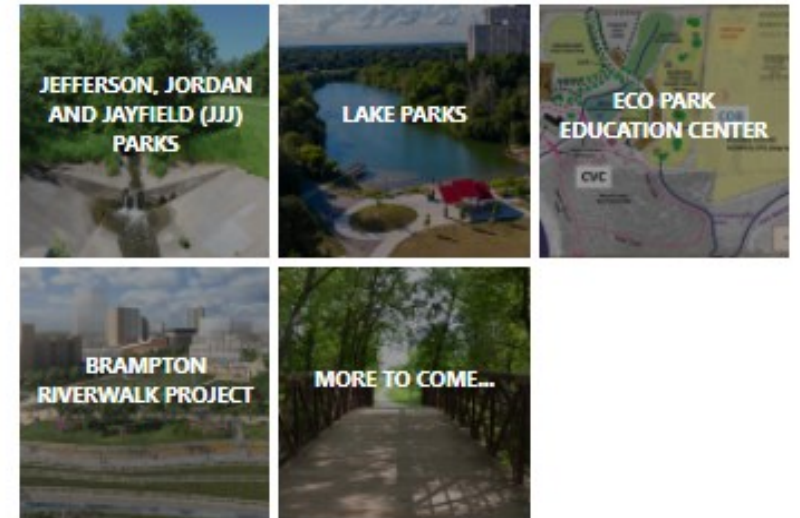 JEFFERSON, JORDAN
AND JAYFIELD (JJJ)
PARKS
LAKE PARKS
ECO PARK
EDUCATION CENTER
CVC
BRAMPTON
RIVERWALK PROJECT
MORE TO COME...